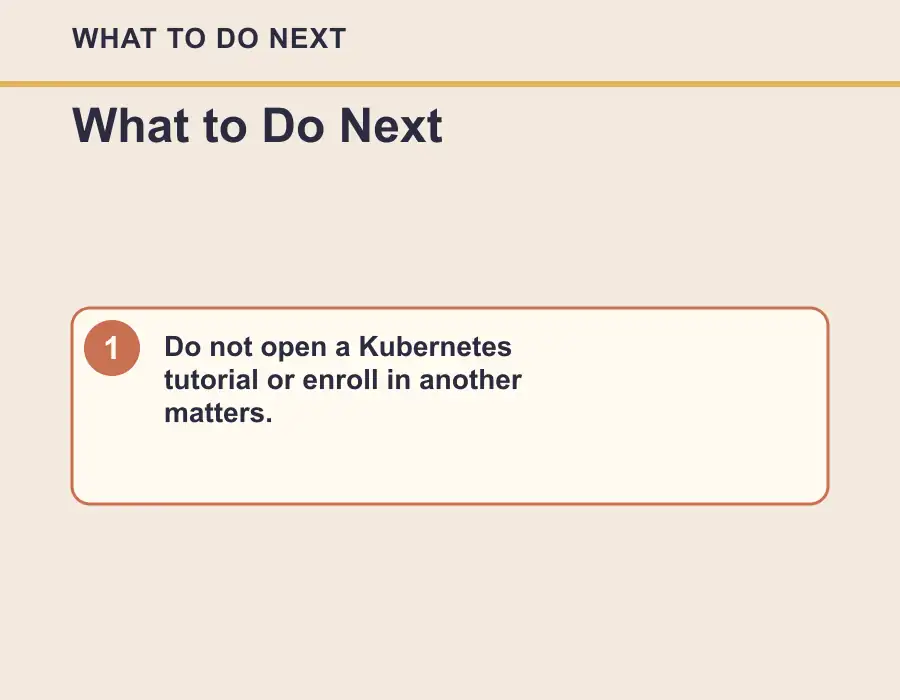 WHAT TO DO NEXT
What to Do Next
1
Do not open a Kubernetes
tutorial or enroll in another
matters.